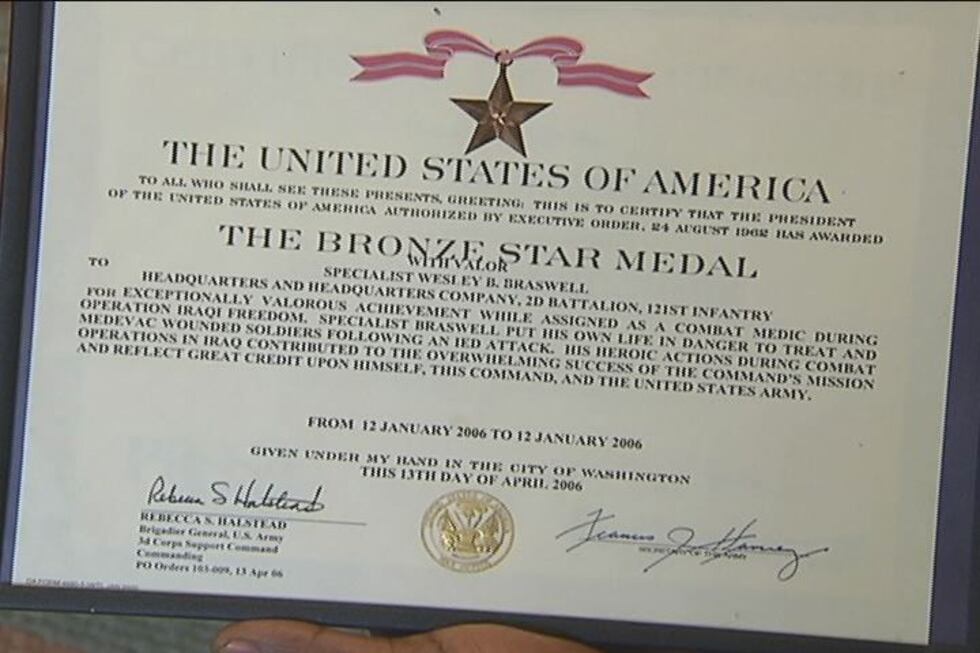 THE UNITED STATES OF AMERICA
TO ALL WHO SHALL SEE THESE PRESENTS, GREETING: THIS IS TO CERTIFY THAT THE PRESIDENT
OF THE UNITED STATES OF AMERICA AUTHORIZED BY EXECUTIVE ORDER, 24 AUGUST 1962 HAS AWARDED
THE BRONZE STAR MEDAL
WITH VALOR
TO SPECIALIST WESLEY B. BRASWELL
HEADQUARTERS AND HEADQUARTERS COMPANY, 2D BATTALION, 121ST INFANTRY
FOR EXCEPTIONALLY VALOROUS ACHIEVEMENT WHILE ASSIGNED AS A COMBAT MEDIC DURING
OPERATION IRAQI FREEDOM. SPECIALIST BRASWELL PUT HIS OWN LIFE IN DANGER TO TREAT AND
MEDEVAC WOUNDED SOLDIERS FOLLOWING AN IED ATTACK. HIS HEROIC ACTIONS DURING COMBAT
OPERATIONS IN IRAQ CONTRIBUTED TO THE OVERWHELMING SUCCESS OF THE COMMAND'S MISSION
AND REFLECT GREAT CREDIT UPON HIMSELF, THIS COMMAND, AND THE UNITED STATES ARMY.
FROM 12 JANUARY 2006 TO 12 JANUARY 2006
GIVEN UNDER MY HAND IN THE CITY OF WASHINGTON
THIS 13TH DAY OF APRIL 2006
Rebecca S Halstead
REBECCA S. HALSTEAD
Brigadier General, U.S. Army
3d Corps Support Command
Commanding
PO Orders 103-009, 13 Apr 06
Francis J. Harvey
SECRETARY OF THE ARMY